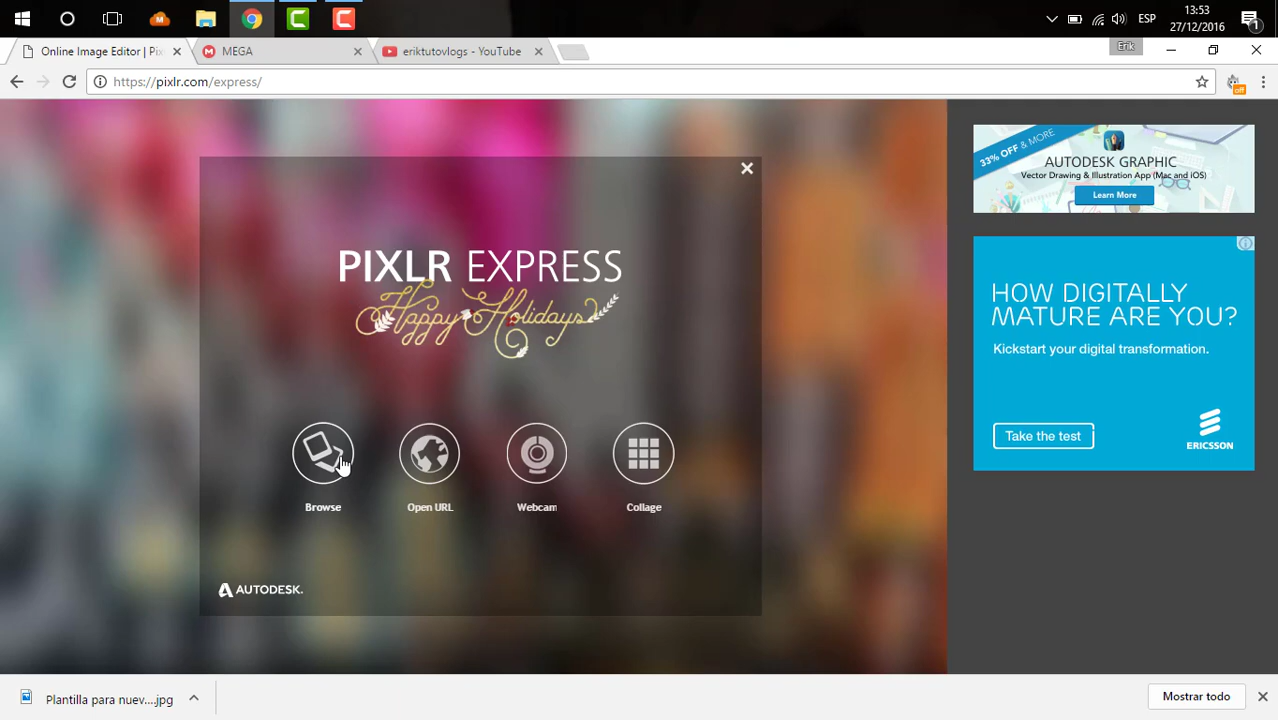 ESP
13:53
27/12/2016
1
Online Image Editor | Pix
MEGA
eriktutovlogs - YouTube
Erik
https://pixlr.com/express/
off
33% OFF & MORE
AUTODESK GRAPHIC
Vector Drawing & Illustration App (Mac and iOS)
Learn More
PIXLR EXPRESS
Happy Holidays
HOW DIGITALLY
MATURE ARE YOU?
Kickstart your digital transformation.
Take the test
ERICSSON
Browse
Open URL
Webcam
Collage
AUTODESK.
Plantilla para nuev....jpg
Mostrar todo